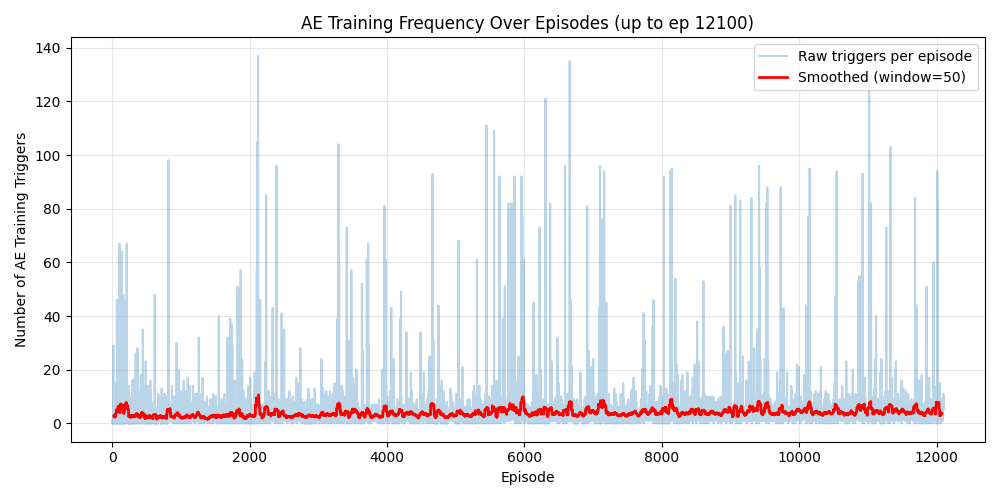 AE Training Frequency Over Episodes (up to ep 12100)
Raw triggers per episode
Smoothed (window=50)
Number of AE Training Triggers
140
120
100
80
60
40
20
0
0 2000 4000 6000 8000 10000 12000
Episode